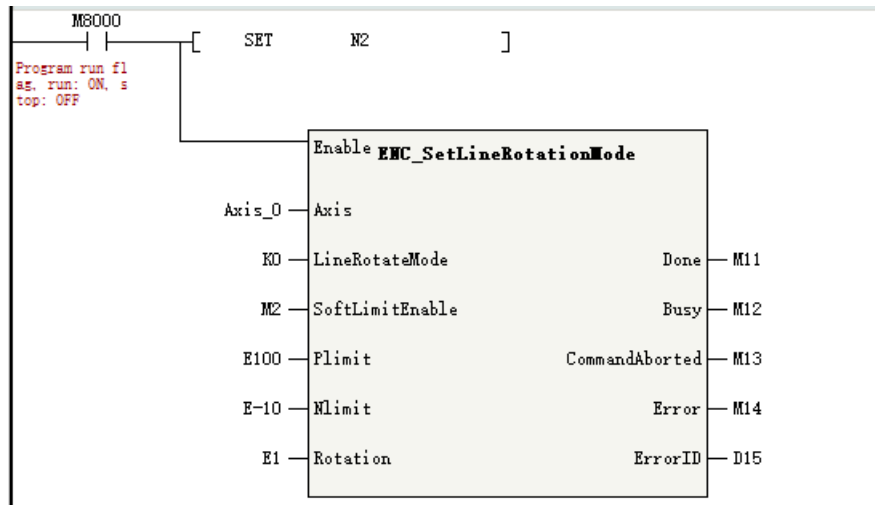 M8000
SET M2 ]
Program run fl
ag, run: ON, s
top: OFF
Enable ENC_SetLineRotationMode
Axis_0 Axis
K0 LineRotateMode Done M11
M2 SoftLimitEnable Busy M12
E100 Plimit CommandAborted M13
E-10 Nlimit Error M14
E1 Rotation ErrorID D15